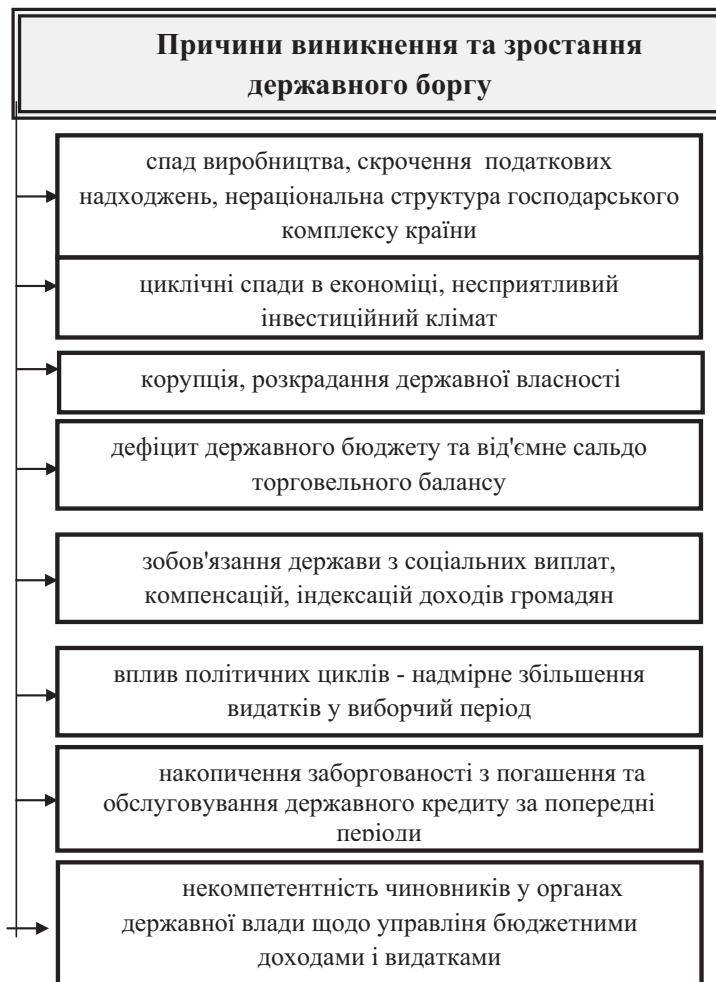 Причини виникнення та зростання
державного боргу
спад виробництва, скрочення податкових
надходжень, нераціональна структура господарського
комплексу країни
циклічні спади в економіці, несприятливий
інвестиційний клімат
корупція, розкрадання державної власності
дефіцит державного бюджету та від'ємне сальдо
торговельного балансу
зобов'язання держави з соціальних виплат,
компенсацій, індексацій доходів громадян
вплив політичних циклів - надмірне збільшення
видатків у виборчий період
накопичення заборгованості з погашення та
обслуговування державного кредиту за попередні
періоди
некомпетентність чиновників у органах
державної влади щодо управліня бюджетними
доходами і видатками